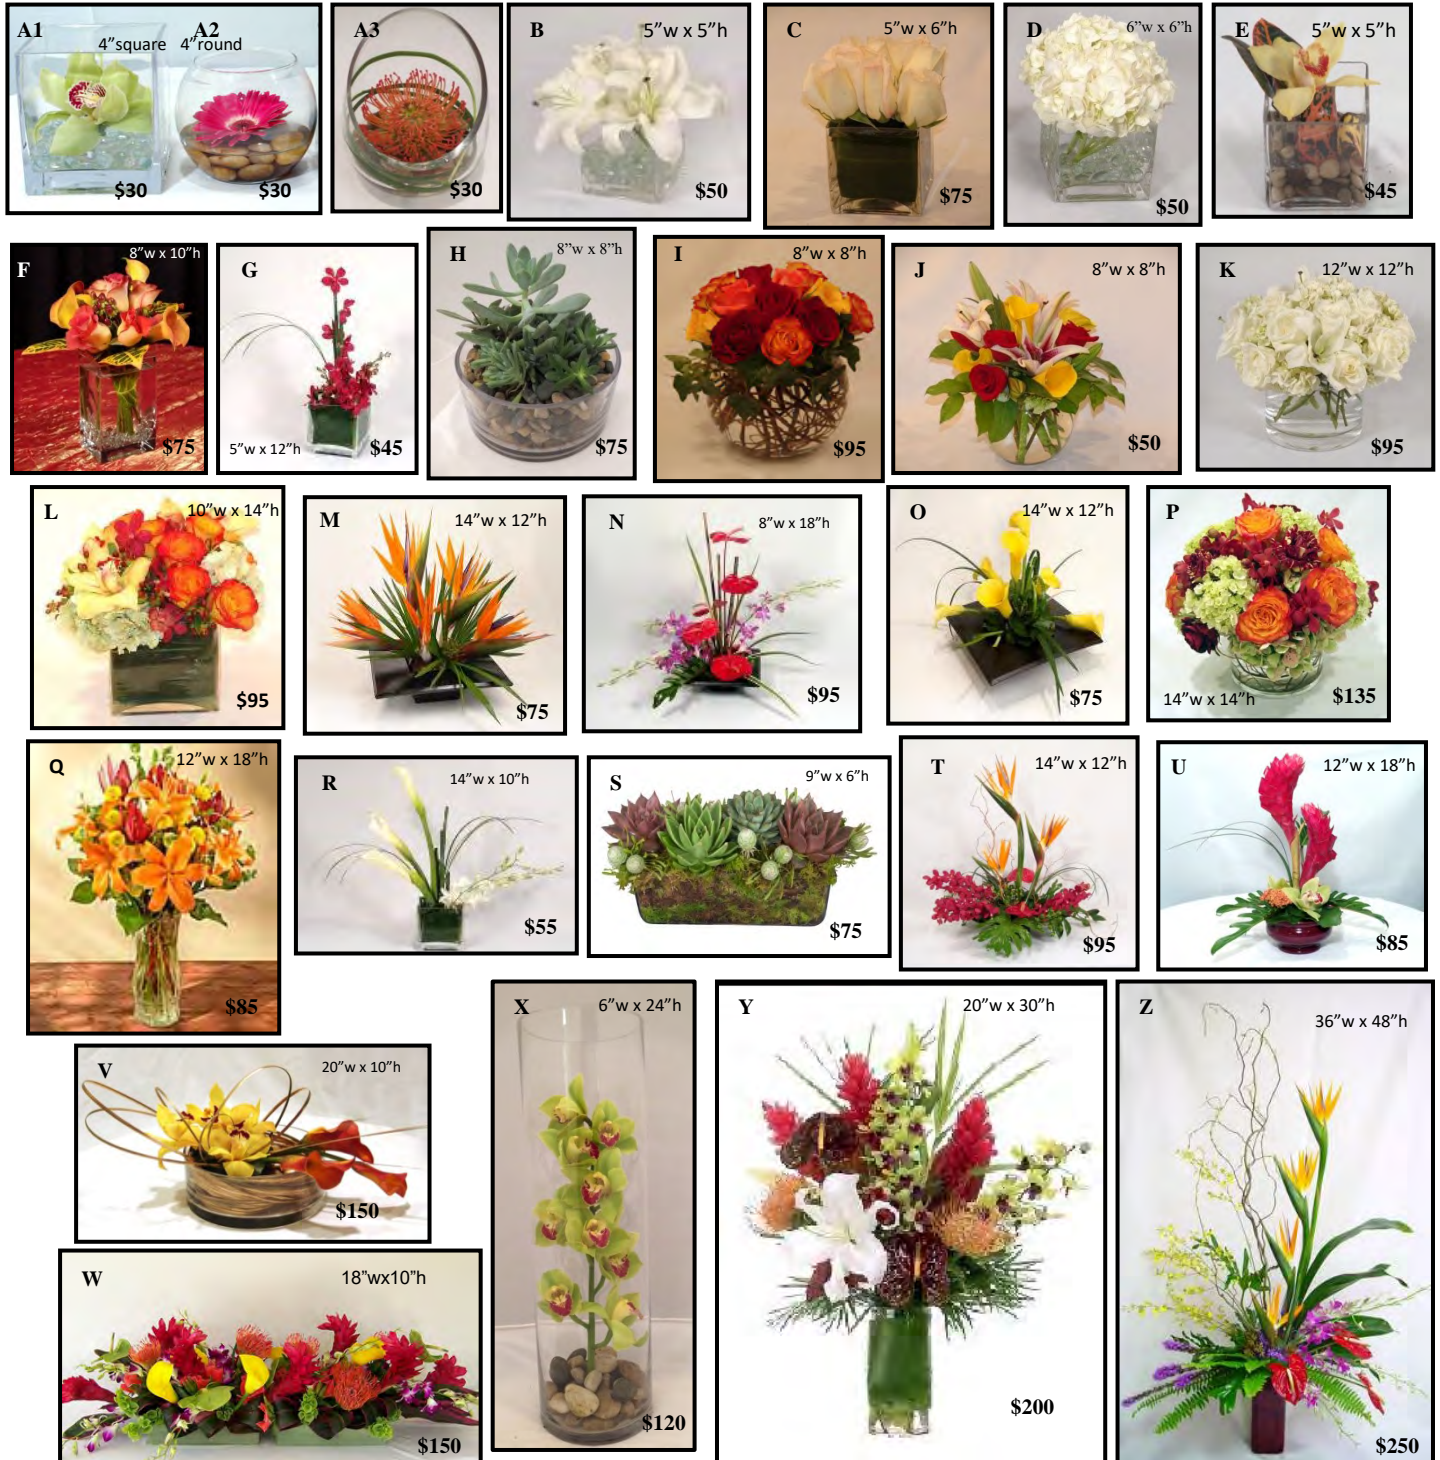 A1
4”square
$30
A2
4”round
$30
A3
$30
B
5”w x 5”h
$50
C
5”w x 6”h
$75
D
6”w x 6”h
$50
E
5”w x 5”h
$45
F
8”w x 10”h
$75
G
5”w x 12”h
$45
H
8”w x 8”h
$75
I
8”w x 8”h
$95
J
8”w x 8”h
$50
K
12”w x 12”h
$95
L
10”w x 14”h
$95
M
14”w x 12”h
$75
N
8”w x 18”h
$95
O
14”w x 12”h
$75
P
14”w x 14”h
$135
Q
12”w x 18”h
$85
R
14”w x 10”h
$55
S
9”w x 6”h
$75
T
14”w x 12”h
$95
U
12”w x 18”h
$85
V
20”w x 10”h
$150
W
18”wx10”h
$150
X
6”w x 24”h
$120
Y
20”w x 30”h
$200
Z
36”w x 48”h
$250